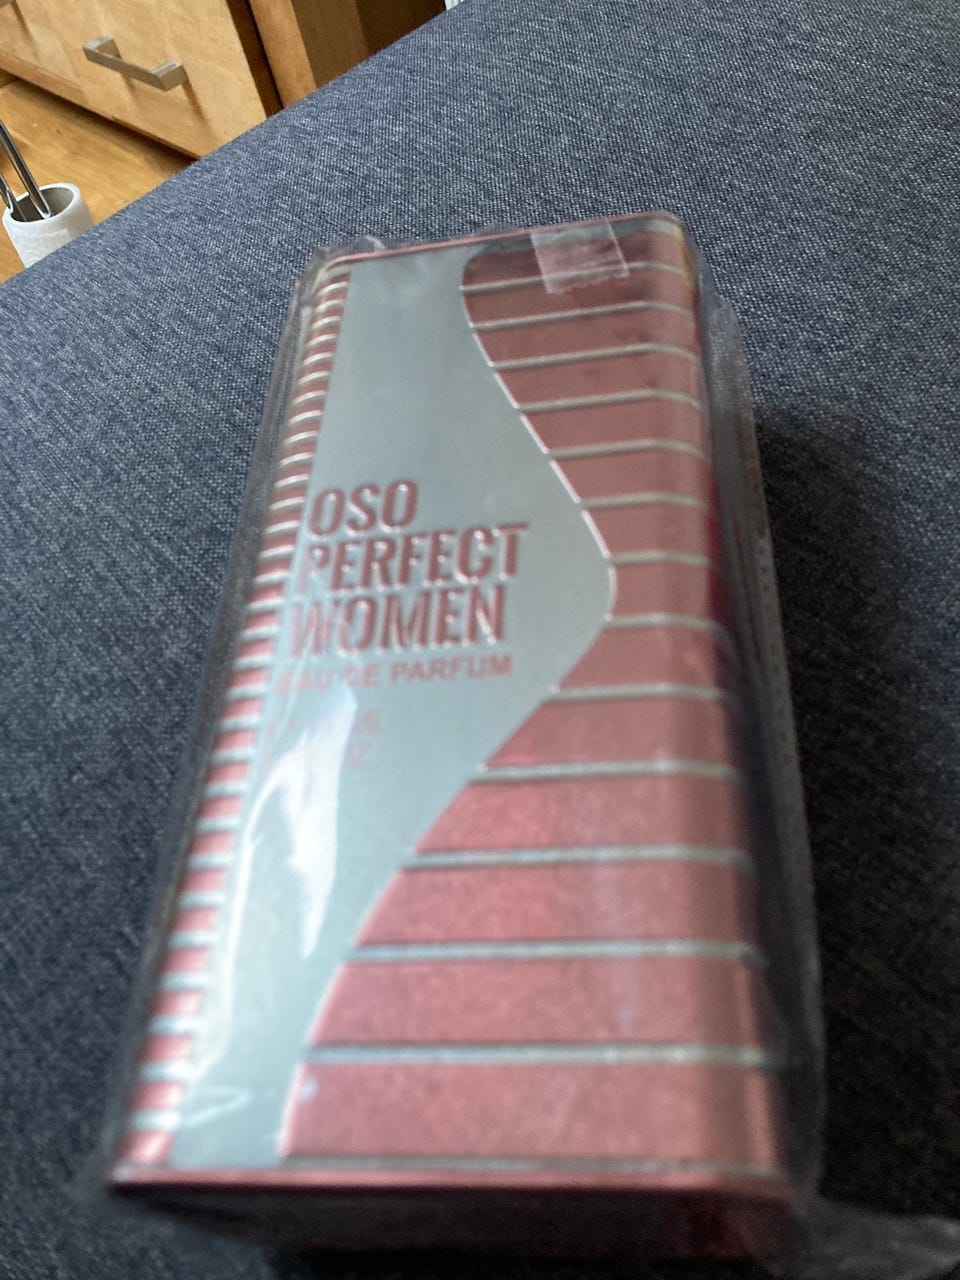 OSO
PERFECT
WOMEN
EAU DE PARFUM